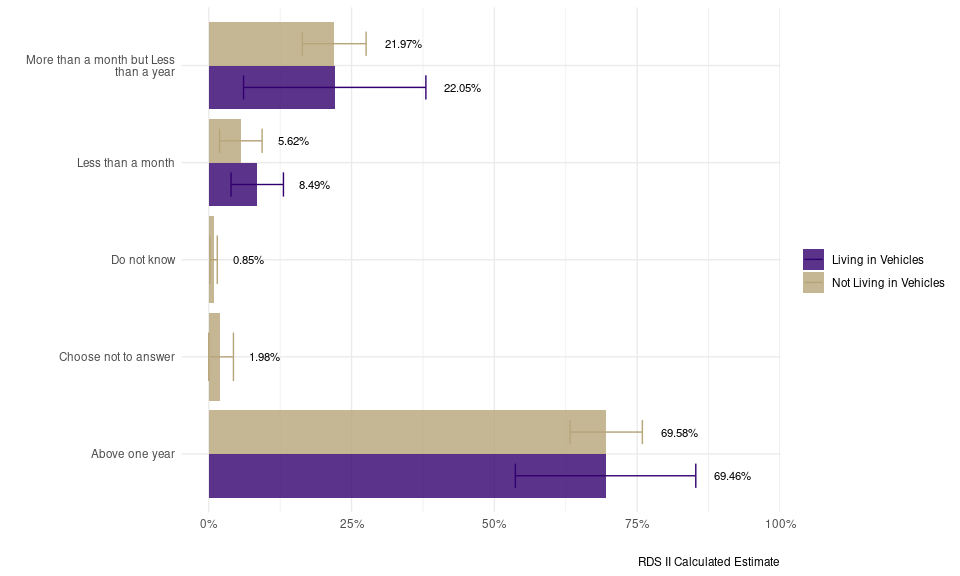 More than a month but Less
than a year
21.97%
22.05%
Less than a month
5.62%
8.49%
Do not know
0.85%
Choose not to answer
1.98%
Above one year
69.58%
69.46%
0%
25%
50%
75%
100%
RDS II Calculated Estimate
Living in Vehicles
Not Living in Vehicles